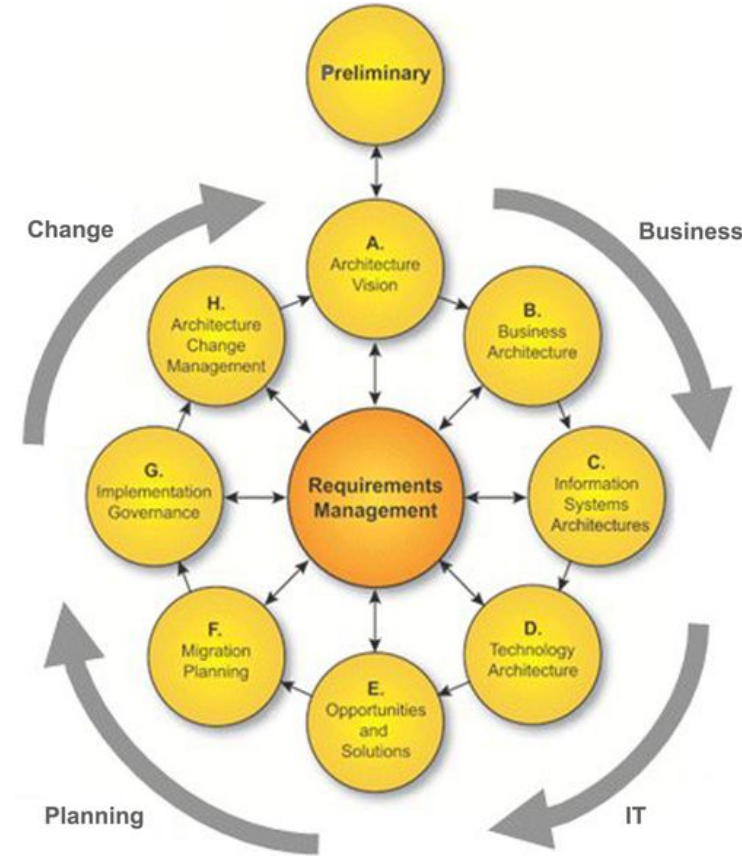 Preliminary
Change
Business
A.
Architecture
Vision
H.
Architecture
Change
Management
B.
Business
Architecture
G.
Implementation
Governance
Requirements
Management
C.
Information
Systems
Architectures
F.
Migration
Planning
D.
Technology
Architecture
E.
Opportunities
and
Solutions
Planning
IT